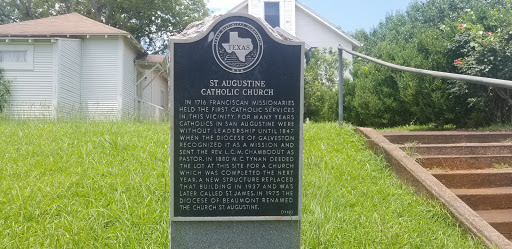 TEXAS
ST AUGUSTINE
CATHOLIC CHURCH
IN 1716 FRANCISCAN MISSIONARIES
HELD THE FIRST CATHOLIC SERVICES
IN THIS VICINITY. FOR MANY YEARS
CATHOLICS IN SAN AUGUSTINE WERE
WITHOUT LEADERSHIP UNTIL 1847
WHEN THE DIOCESE OF GALVESTON
RECOGNIZED IT AS A MISSION AND
SENT THE REV. L.C.M. CHAMBODUT AS
PASTOR. IN 1880 M.C. TYNAN DEEDED
THE LOT AT THIS SITE FOR A CHURCH
WHICH WAS COMPLETED THE NEXT
YEAR. A NEW STRUCTURE REPLACED
THAT BUILDING IN 1937 AND WAS
LATER CALLED ST. JAMES. IN 1975 THE
DIOCESE OF BEAUMONT RENAMED
THE CHURCH ST. AUGUSTINE.